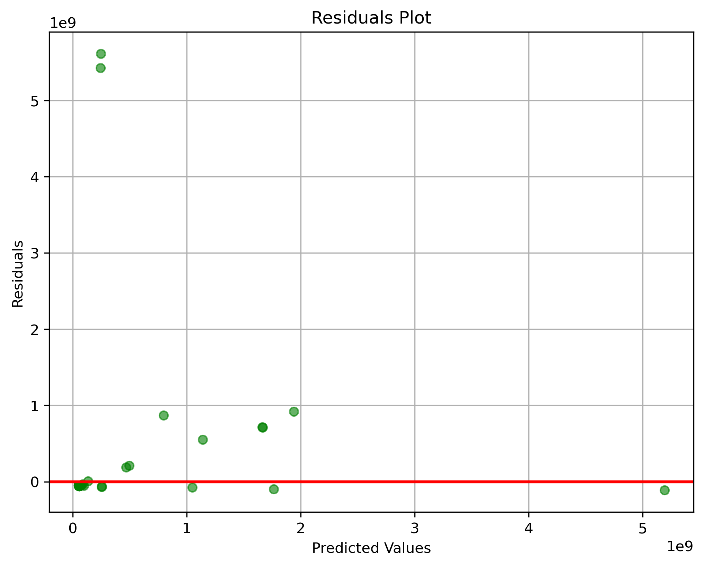 Residuals Plot
1e9
5
4
3
2
1
0
Residuals
0 1 2 3 4 5
1e9
Predicted Values